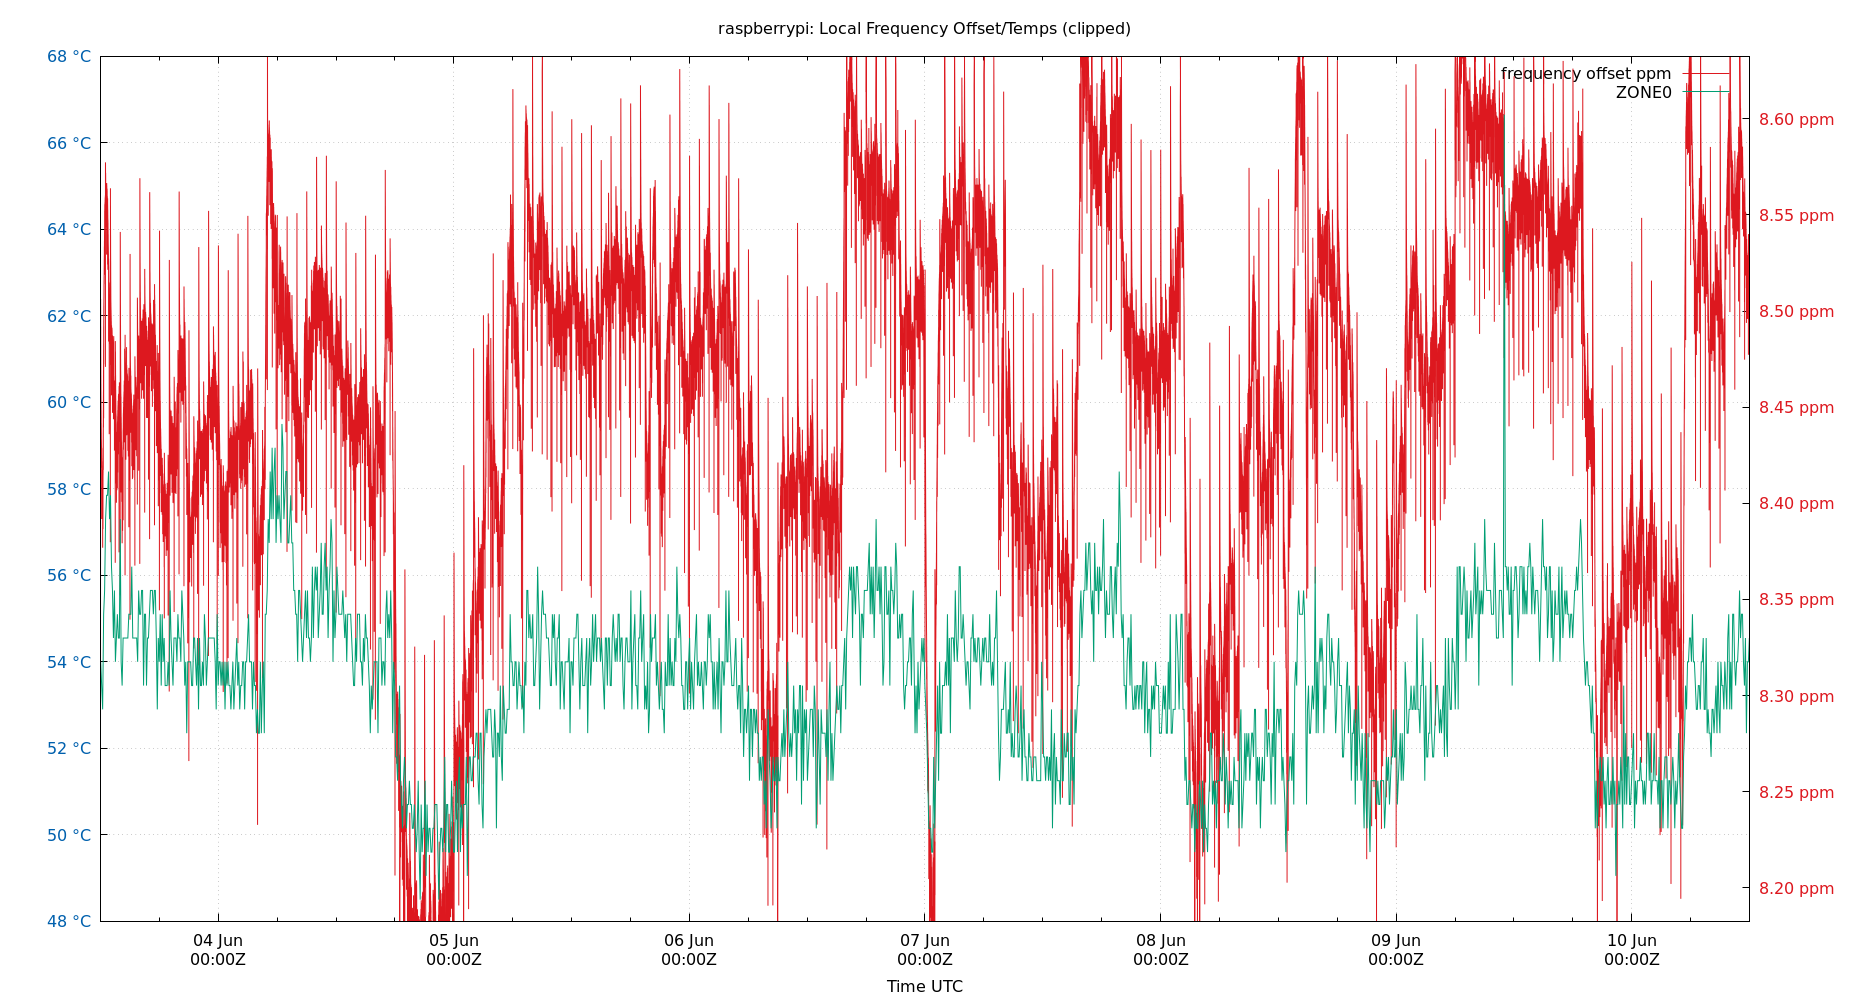 raspberrypi: Local Frequency Offset/Temps (clipped)
frequency offset ppm
ZONE0
68 °C
66 °C
64 °C
62 °C
60 °C
58 °C
56 °C
54 °C
52 °C
50 °C
48 °C
8.60 ppm
8.55 ppm
8.50 ppm
8.45 ppm
8.40 ppm
8.35 ppm
8.30 ppm
8.25 ppm
8.20 ppm
04 Jun
00:00Z
05 Jun
00:00Z
06 Jun
00:00Z
07 Jun
00:00Z
08 Jun
00:00Z
09 Jun
00:00Z
10 Jun
00:00Z
Time UTC